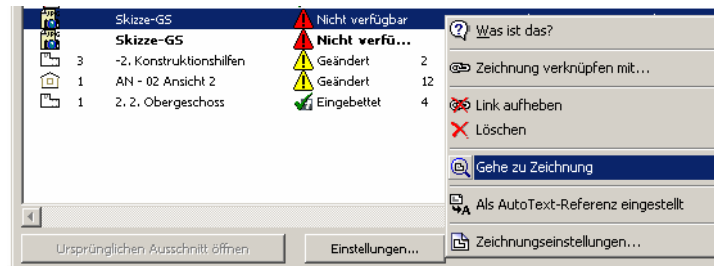 Skizze-GS Nicht verfügbar
Skizze-GS Nicht verfü...
3 -2. Konstruktionshilfen Geändert 2
1 AN - 02 Ansicht 2 Geändert 12
1 2. 2. Obergeschoss Eingebettet 4
Ursprünglichen Ausschnitt öffnen
Einstellungen...
Was ist das?
Zeichnung verknüpfen mit...
Link aufheben
Löschen
Gehe zu Zeichnung
Als AutoText-Referenz eingestellt
Zeichnungseinstellungen...